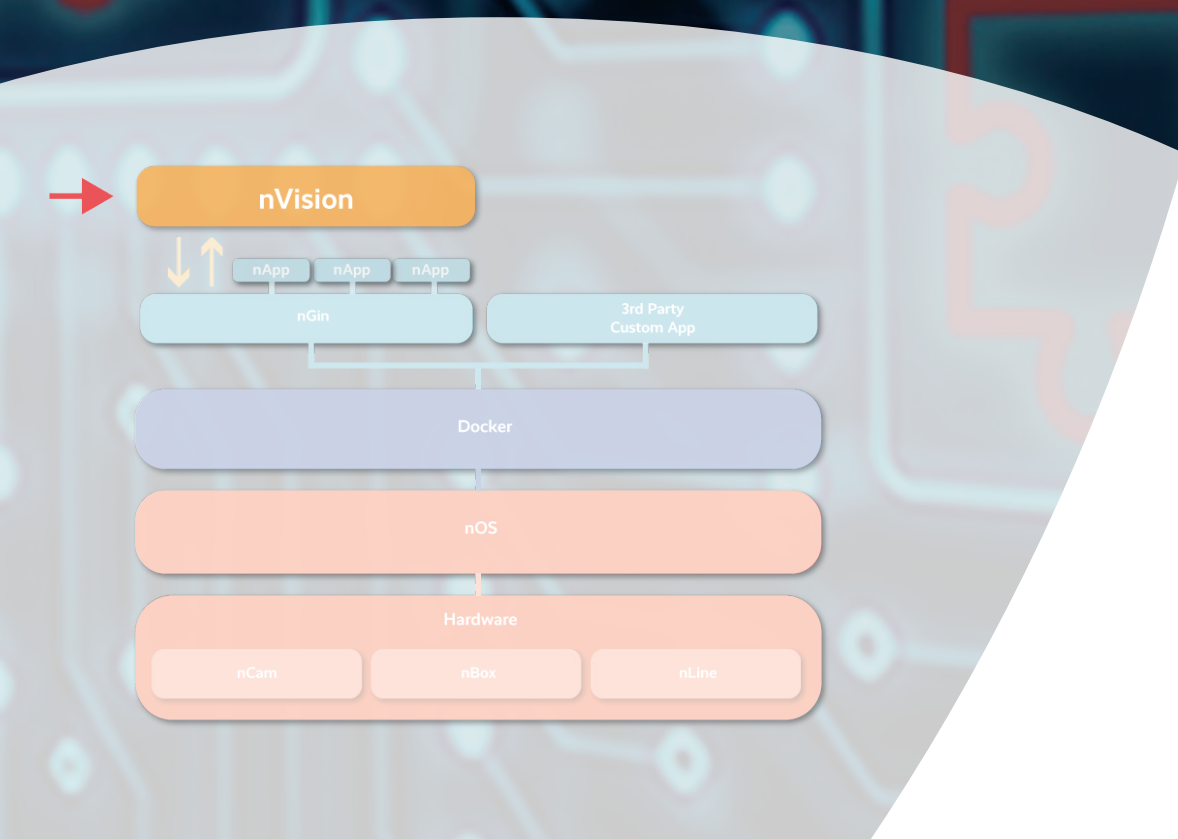 nVision
nApp
nApp
nApp
nGin
3rd Party
Custom App
Docker
nOS
Hardware
nCam
nBox
nLine